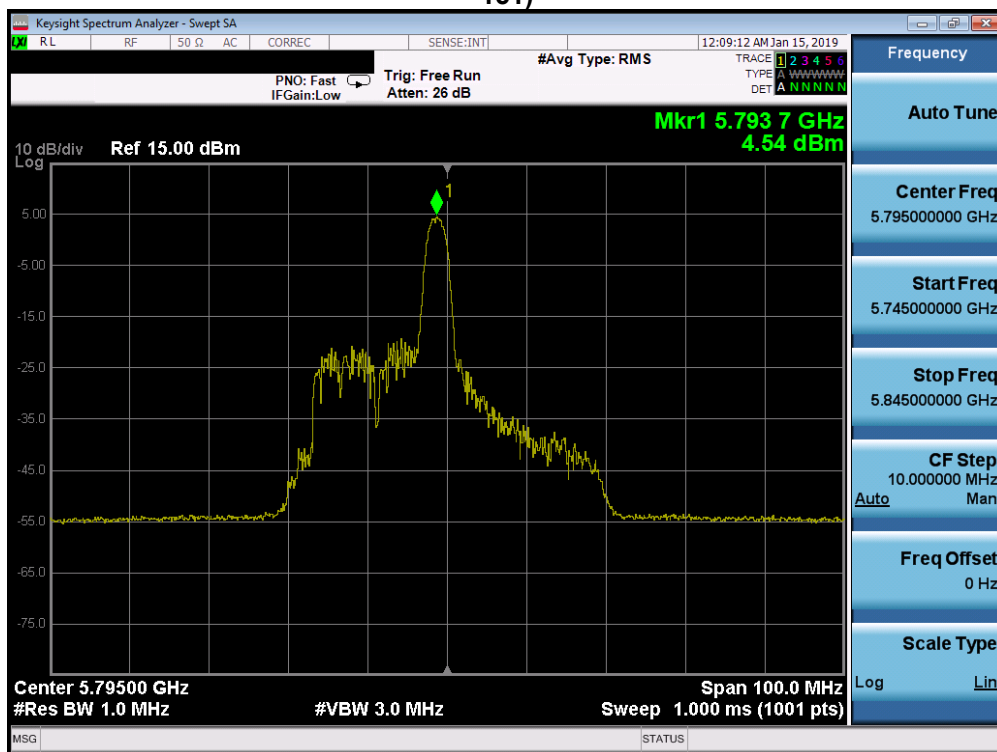 Keysight Spectrum Analyzer - Swept SA
LXI RL RF 50 Ω AC CORREC SENSE:INT 12:09:12 AM Jan 15, 2019
PNO: Fast
IFGain:Low
Trig: Free Run
Atten: 26 dB
#Avg Type: RMS
TRACE 1 2 3 4 5 6
TYPE A WWWWW
DET A N N N N N
Mkr1 5.793 7 GHz
4.54 dBm
10 dB/div Ref 15.00 dBm
Log
1
5.00
-5.00
-15.0
-25.0
-35.0
-45.0
-55.0
-65.0
-75.0
Center 5.79500 GHz Span 100.0 MHz
#Res BW 1.0 MHz #VBW 3.0 MHz Sweep 1.000 ms (1001 pts)
MSG STATUS
Frequency
Auto Tune
Center Freq
5.795000000 GHz
Start Freq
5.745000000 GHz
Stop Freq
5.845000000 GHz
CF Step
10.000000 MHz
Auto Man
Freq Offset
0 Hz
Scale Type
Log Lin